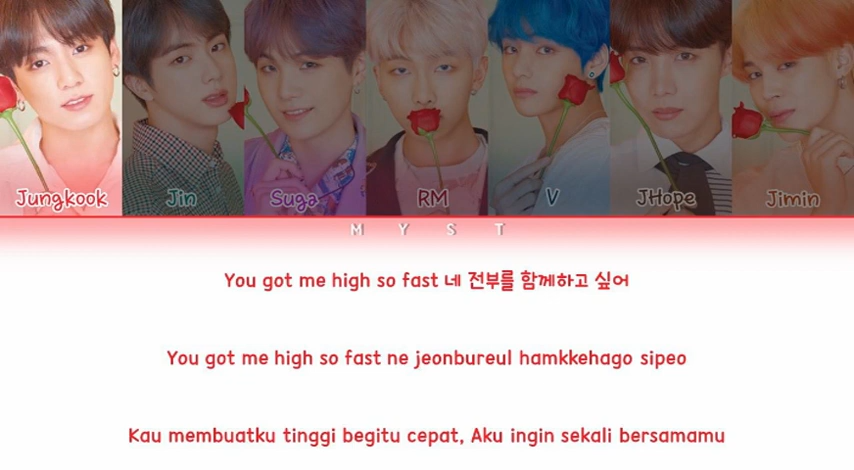 Jungkook Jin Suga RM V JHope Jimin
M Y S T
You got me high so fast 네 전부를 함께하고 싶어
You got me high so fast ne jeonbureul hamkkehago sipeo
Kau membuatku tinggi begitu cepat, Aku ingin sekali bersamamu